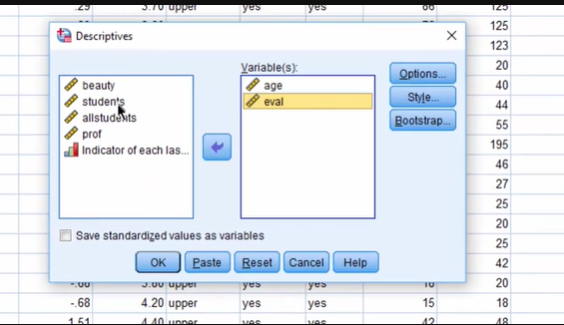 .29 3.70 upper yes yes 86 125
125
Descriptives
123
Variable(s):
20
beauty age Options... 40
students eval Style... 44
allstudents Bootstrap... 55
prof 195
Indicator of each las... 46
27
25
20
Save standardized values as variables 25
OK Paste Reset Cancel Help 42
-.66 3.60 upper yes yes 16 20
-.68 4.20 upper yes yes 15 18
1.51 4.40 upper yes yes 42 48